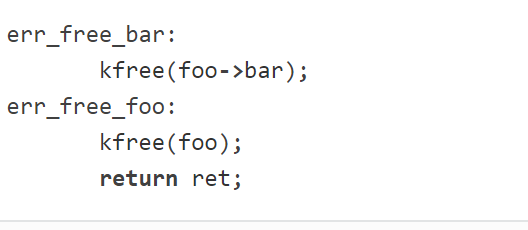 err_free_bar:
        kfree(foo->bar);
err_free_foo:
        kfree(foo);
        return ret;